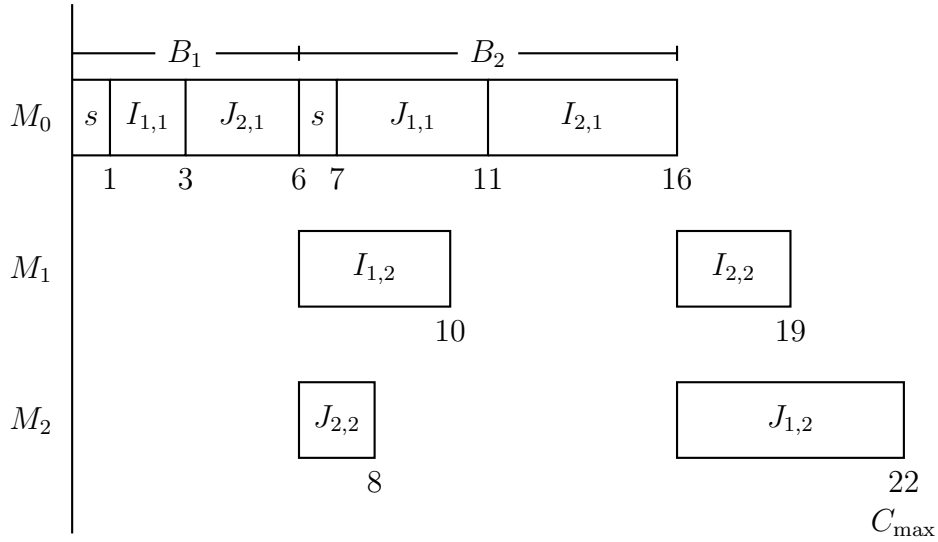 B₁ B₂
M₀ s I₁,₁ J₂,₁ s J₁,₁ I₂,₁
1 3 6 7 11 16
M₁ I₁,₂ I₂,₂
10 19
M₂ J₂,₂ J₁,₂
8 22
Cmax